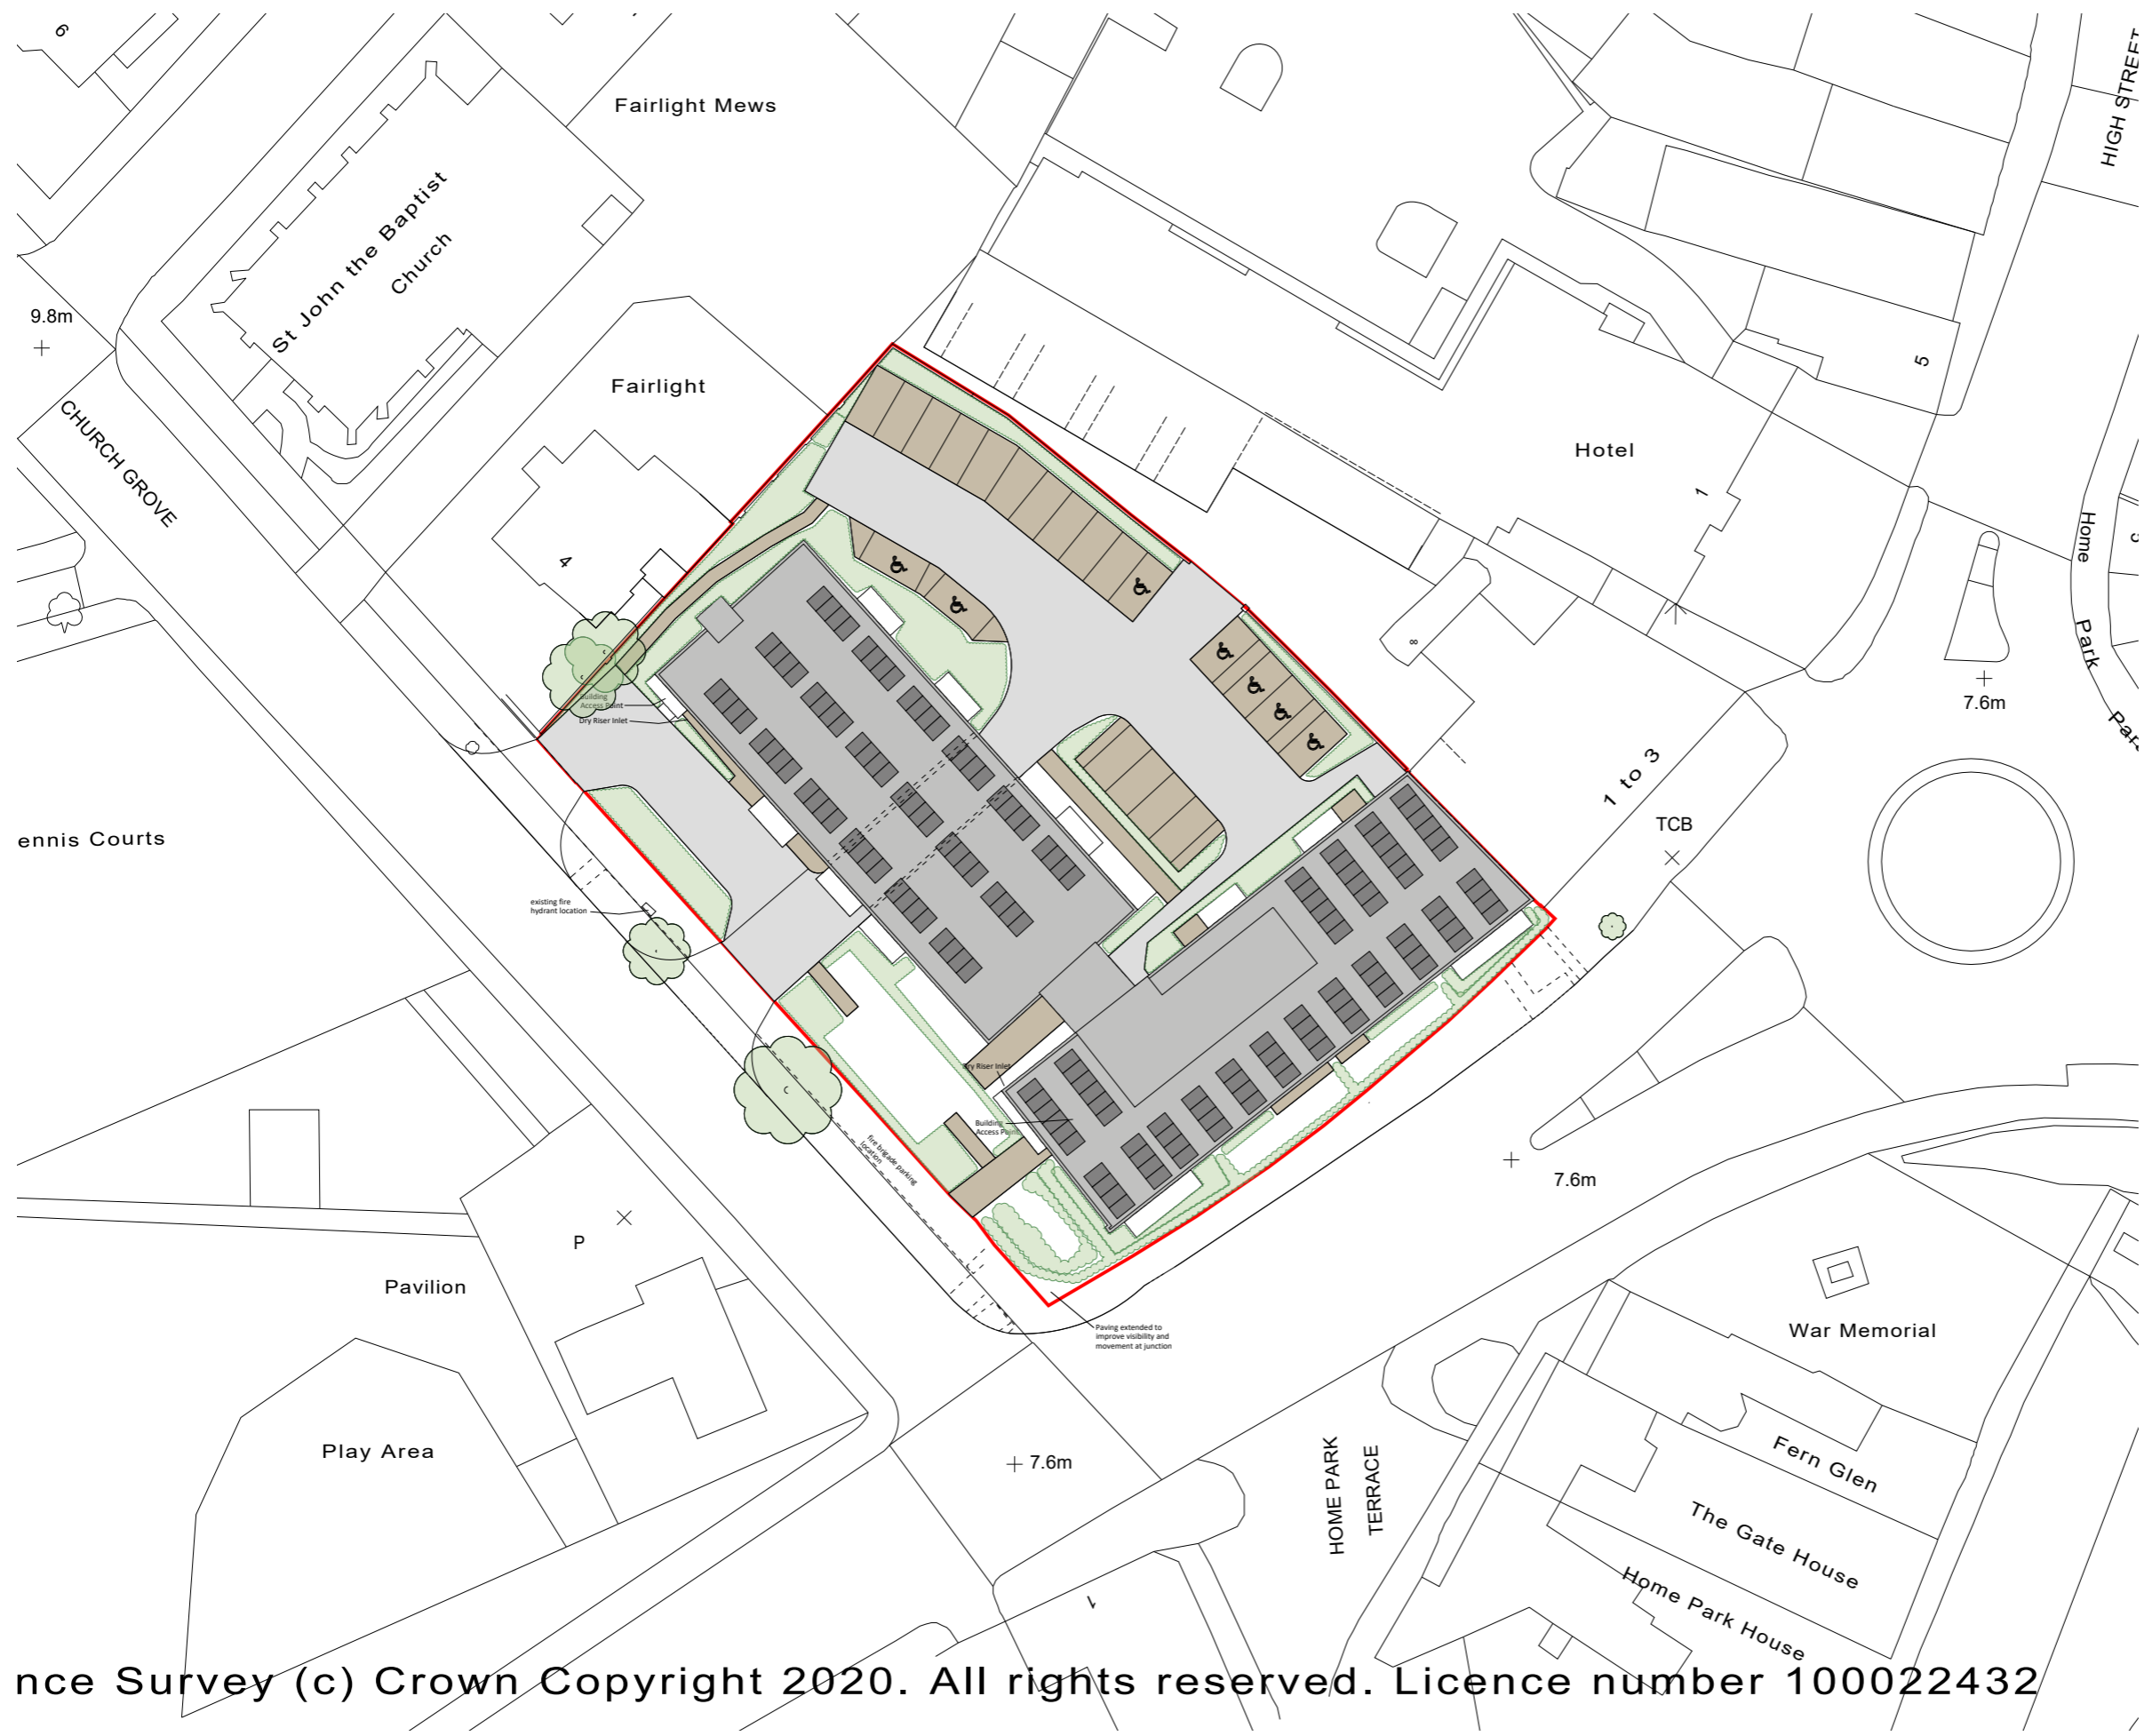 6
Fairlight Mews
HIGH STREET
St John the Baptist
Church
9.8m
Fairlight
CHURCH GROVE
5
Hotel
1
4
Home
Park
8
7.6m
1 to 3
TCB
Building
Access Point
Dry Riser Inlet
ennis Courts
existing fire
hydrant location
Dry Riser Inlet
Building
Access Point
fire brigade parking
location
7.6m
P
Pavilion
Paving extended to
improve visibility and
movement at junction
War Memorial
Play Area
7.6m
HOME PARK
TERRACE
Fern Glen
The Gate House
Home Park House
1
nce Survey (c) Crown Copyright 2020. All rights reserved. Licence number 100022432